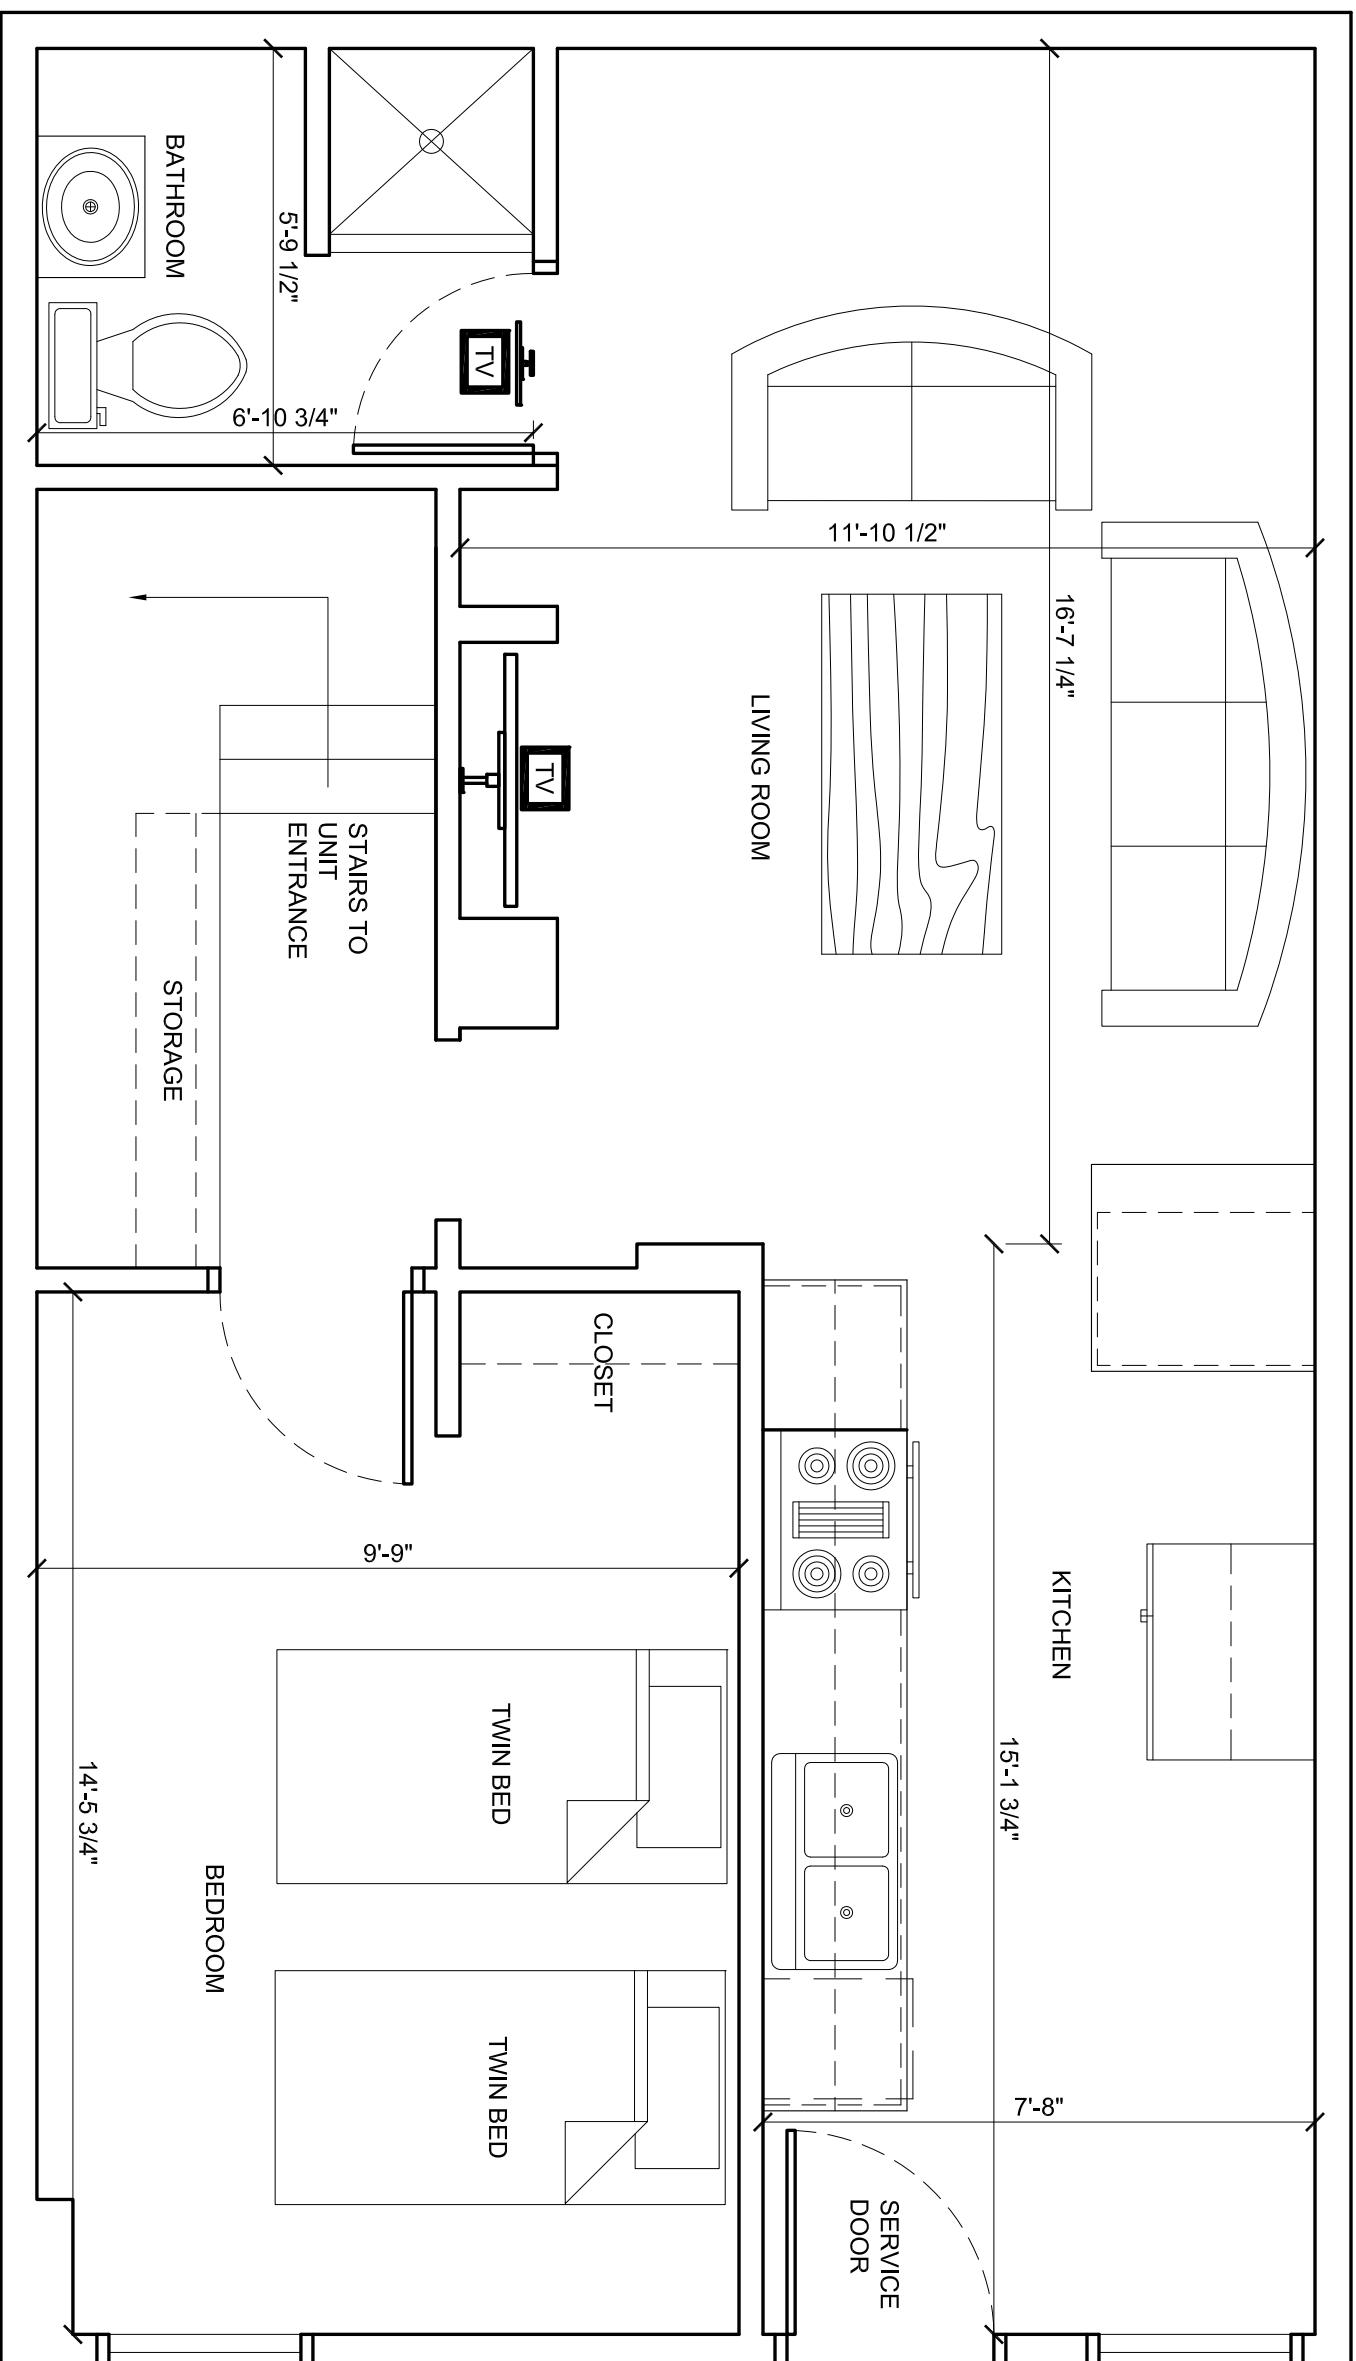 BATHROOM
5'-9 1/2"
6'-10 3/4"
TV
11'-10 1/2"
16'-7 1/4"
LIVING ROOM
TV
STAIRS TO
UNIT
ENTRANCE
STORAGE
CLOSET
9'-9"
KITCHEN
15'-1 3/4"
TWIN BED
14'-5 3/4"
BEDROOM
TWIN BED
7'-8"
SERVICE
DOOR